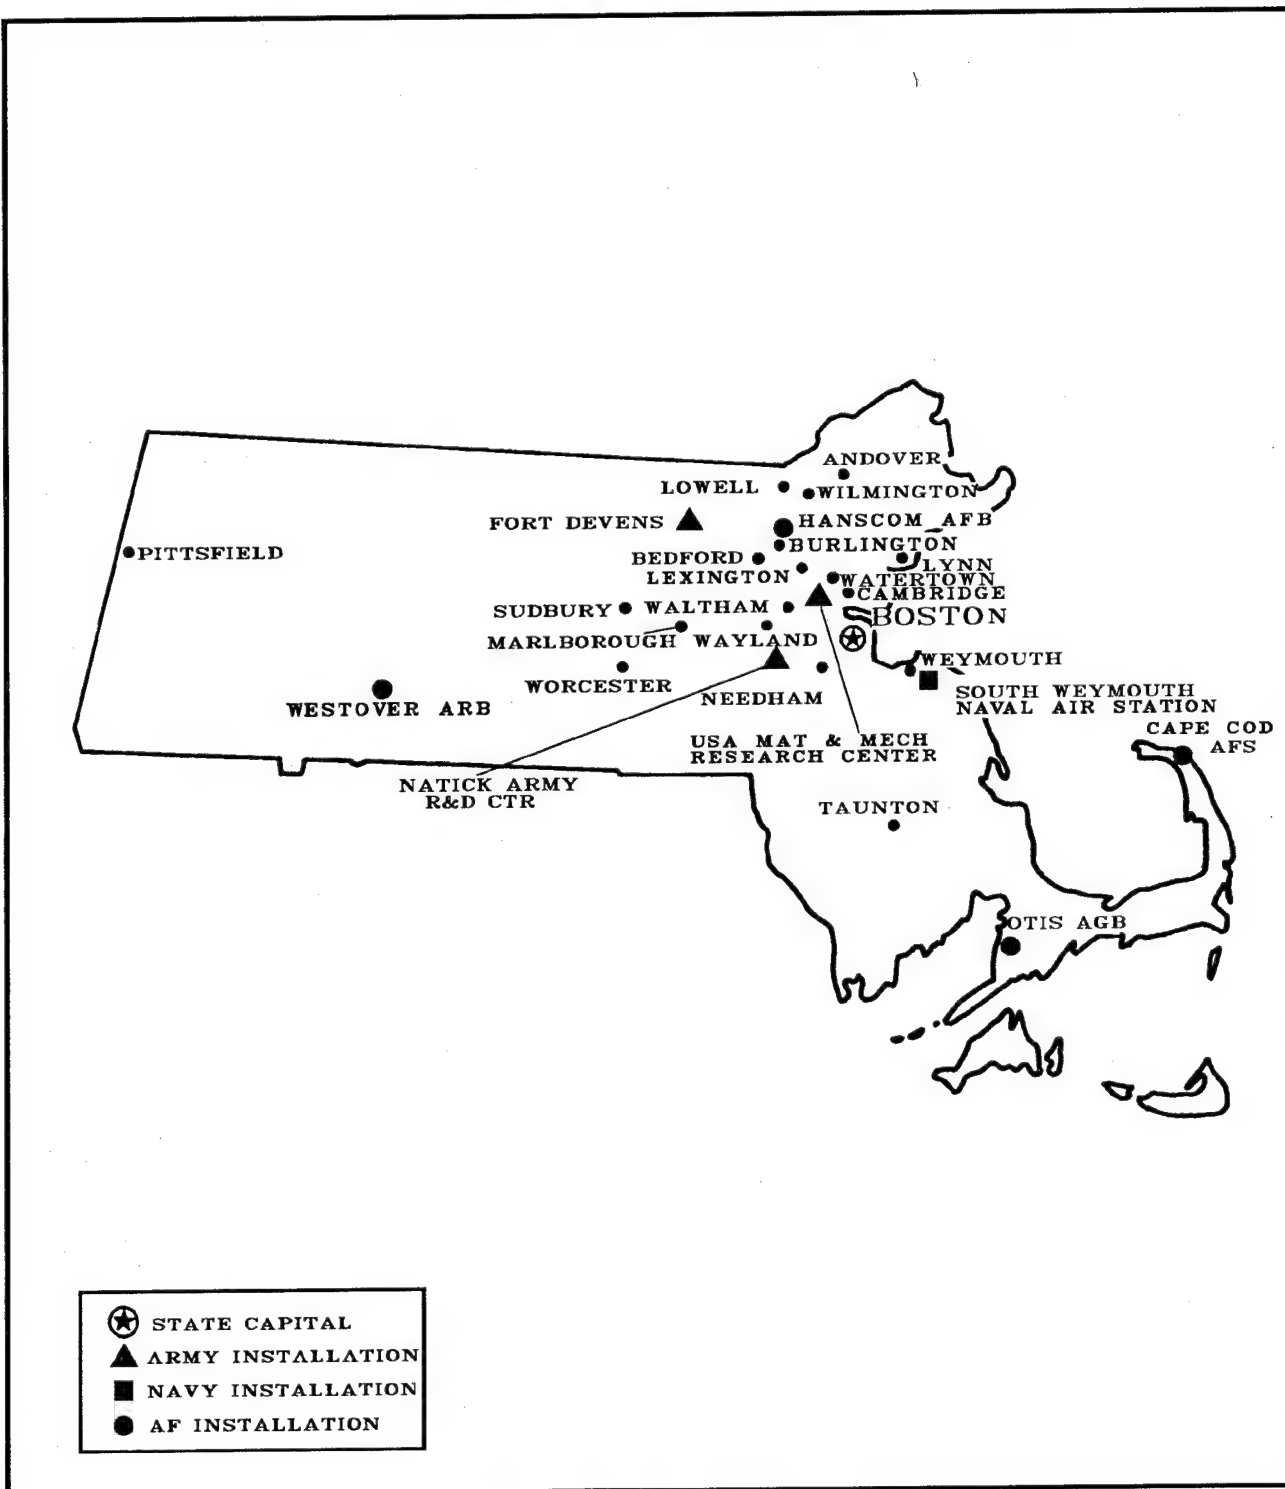 ANDOVER
LOWELL
WILMINGTON
FORT DEVENS
HANSCOM AFB
BURLINGTON
PITTSFIELD
BEDFORD
LYNN
LEXINGTON
WATERTOWN
CAMBRIDGE
SUDBURY
WALTHAM
BOSTON
MARLBOROUGH
WAYLAND
WEYMOUTH
WORCESTER
NEEDHAM
SOUTH WEYMOUTH
NAVAL AIR STATION
WESTOVER ARB
CAPE COD
AFS
USA MAT & MECH
RESEARCH CENTER
NATICK ARMY
R&D CTR
TAUNTON
OTIS AGB
STATE CAPITAL
ARMY INSTALLATION
NAVY INSTALLATION
AF INSTALLATION